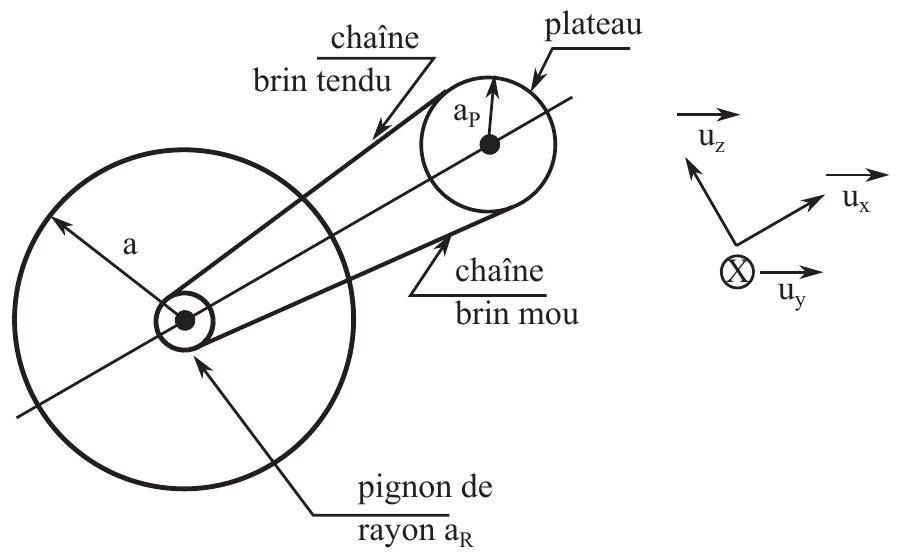 chaîne
brin tendu
plateau
a_P
u_z
u_x
a
chaîne
brin mou
X
u_y
pignon de
rayon a_R